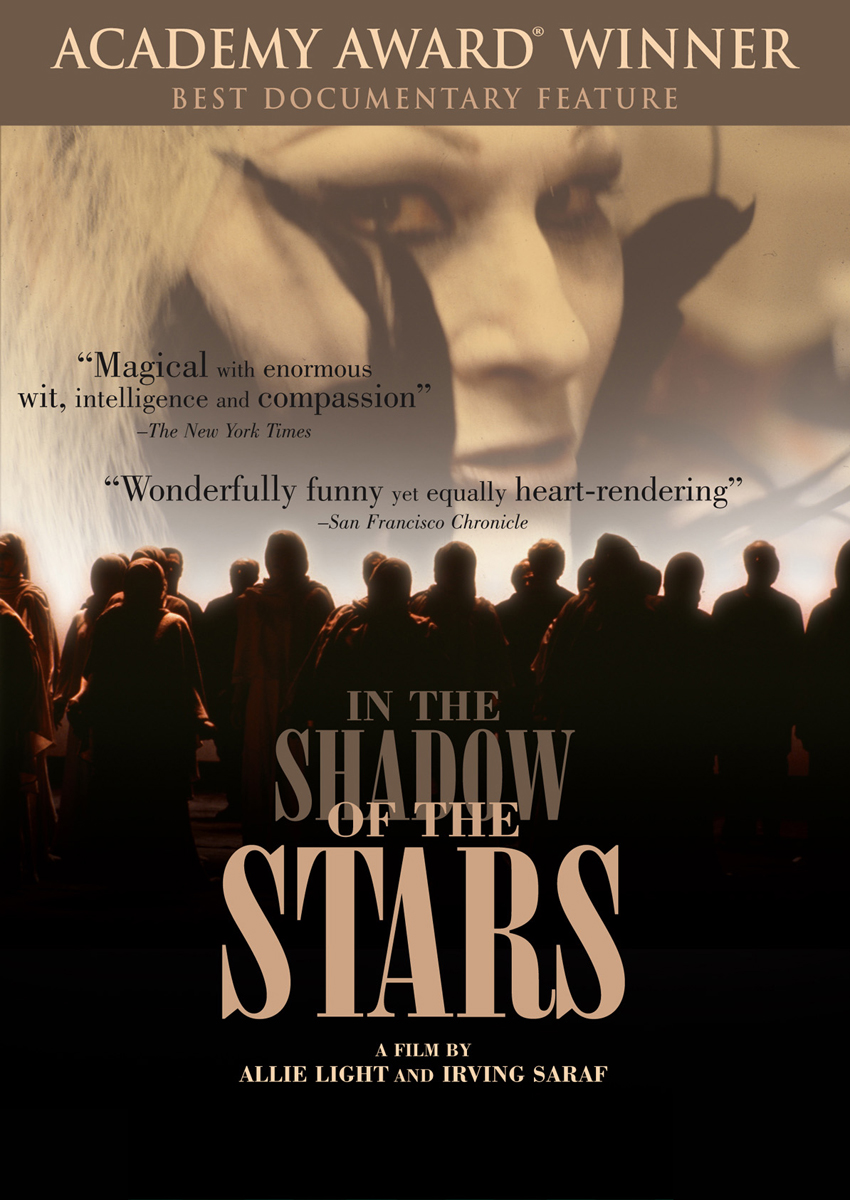 ACADEMY AWARD® WINNER
BEST DOCUMENTARY FEATURE
“Magical with enormous
wit, intelligence and compassion”
–The New York Times
“Wonderfully funny yet equally heart-rendering”
–San Francisco Chronicle
IN THE
SHADOW
OF THE
STARS
A FILM BY
ALLIE LIGHT AND IRVING SARAF